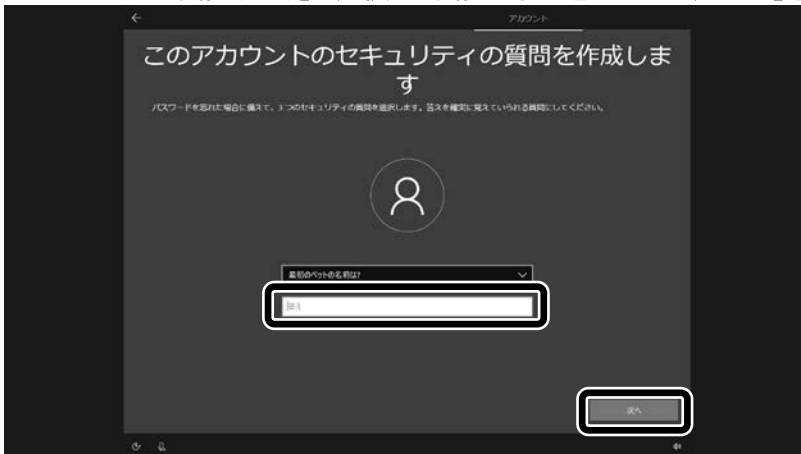 アカウント
このアカウントのセキュリティの質問を作成しま
す
パスワードを忘れた場合に備えて、3 つのセキュリティの質問を選択します。答えを確実に覚えていられる質問にしてください。
最初のペットの名前は?
答え
次へ